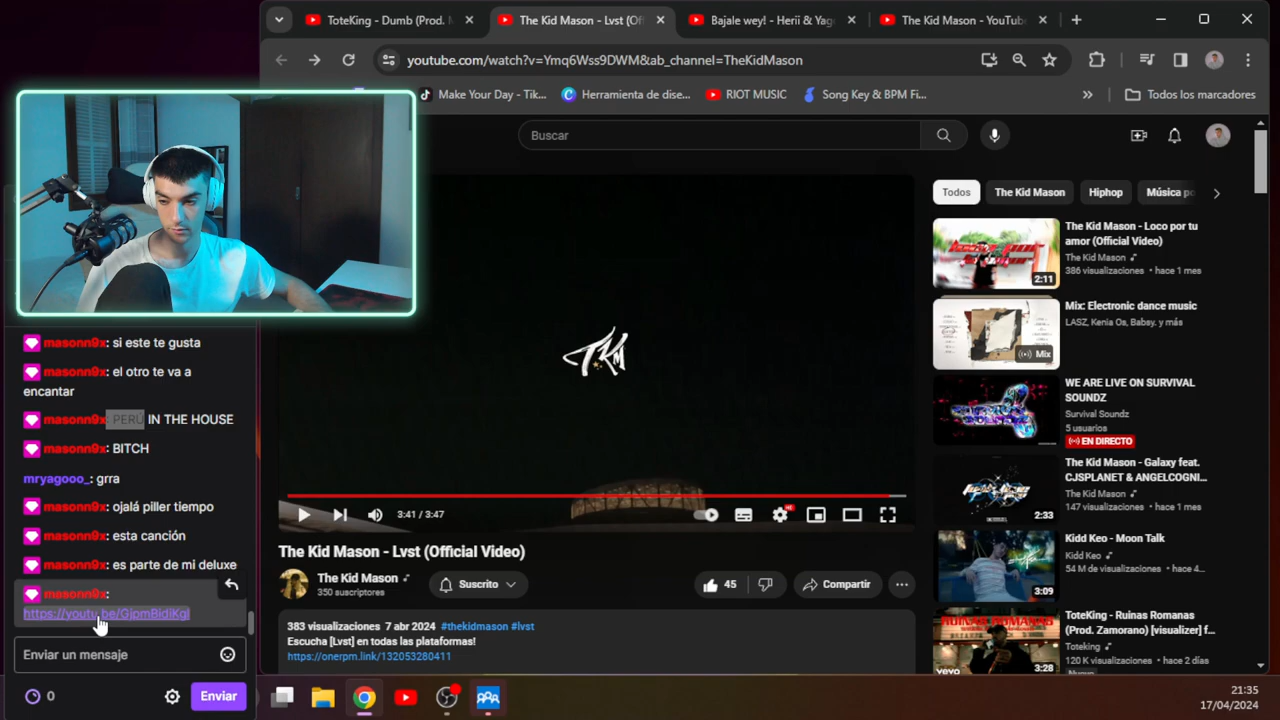 ToteKing - Dumb (Prod. M
The Kid Mason - Lvst (Of
Bajale wey! - Herii & Yag
The Kid Mason - YouTub
youtube.com/watch?v=Ymq6Wss9DWM&ab_channel=TheKidMason
Make Your Day - Tik...
Herramienta de dise...
RIOT MUSIC
Song Key & BPM Fi...
Todos los marcadores
Buscar
Todos
The Kid Mason
Hiphop
Música po
The Kid Mason - Loco por tu
amor (Official Video)
The Kid Mason
386 visualizaciones • hace 1 mes
2:11
Mix: Electronic dance music
LASZ, Kenia Os, Babsy, y más
Mix
WE ARE LIVE ON SURVIVAL
SOUNDZ
Survival Soundz
5 usuarios
EN DIRECTO
The Kid Mason - Galaxy feat.
CJSPLANET & ANGELCOGNI...
The Kid Mason
147 visualizaciones • hace 1 mes
2:33
Kidd Keo - Moon Talk
Kidd Keo
54 M de visualizaciones • hace 4...
3:09
ToteKing - Ruinas Romanas
(Prod. Zamorano) [visualizer] f...
Toteking
120 K visualizaciones • hace 2 días
3:28
TKM
3:41 / 3:47
The Kid Mason - Lvst (Official Video)
The Kid Mason
350 suscriptores
Suscrito
45
Compartir
383 visualizaciones 7 abr 2024 #thekidmason #lvst
Escucha [Lvst] en todas las plataformas!
https://onerpm.link/132053280411
masonn9x: si este te gusta
masonn9x: el otro te va a
encantar
masonn9x: PERÚ IN THE HOUSE
masonn9x: BITCH
mryagooo_: grra
masonn9x: ojalá piller tiempo
masonn9x: esta canción
masonn9x: es parte de mi deluxe
masonn9x:
Enviar un mensaje
0
Enviar
21:35
17/04/2024